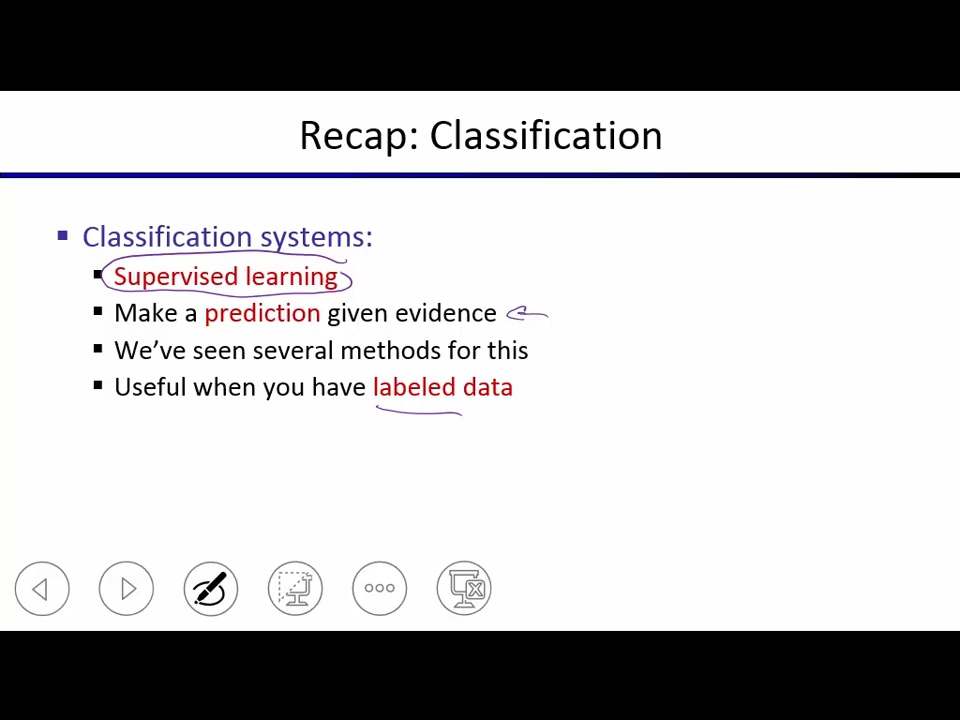 Recap: Classification
▪ Classification systems:
▪ Supervised learning
▪ Make a prediction given evidence
▪ We’ve seen several methods for this
▪ Useful when you have labeled data